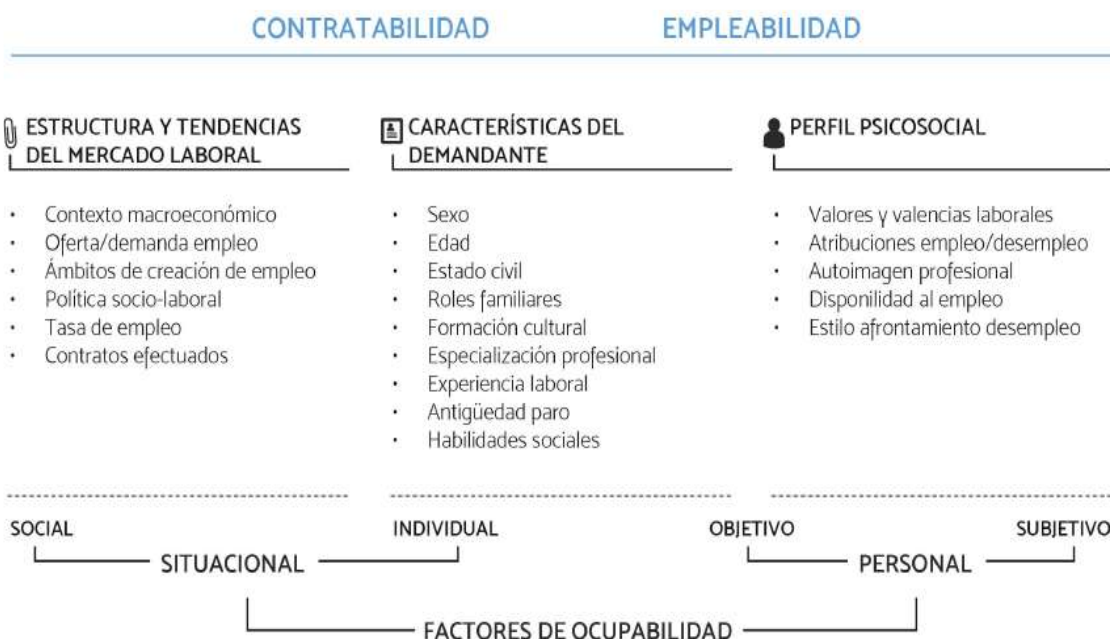 CONTRATABILIDAD
EMPLEABILIDAD
ESTRUCTURA Y TENDENCIAS
DEL MERCADO LABORAL
• Contexto macroeconómico
• Oferta/demanda empleo
• Ámbitos de creación de empleo
• Política socio-laboral
• Tasa de empleo
• Contratos efectuados
CARACTERÍSTICAS DEL
DEMANDANTE
• Sexo
• Edad
• Estado civil
• Roles familiares
• Formación cultural
• Especialización profesional
• Experiencia laboral
• Antigüedad paro
• Habilidades sociales
PERFIL PSICOSOCIAL
• Valores y valencias laborales
• Atribuciones empleo/desempleo
• Autoimagen profesional
• Disponilidad al empleo
• Estilo afrontamiento desempleo
SOCIAL
INDIVIDUAL
OBJETIVO
SUBJETIVO
SITUACIONAL
PERSONAL
FACTORES DE OCUPABILIDAD